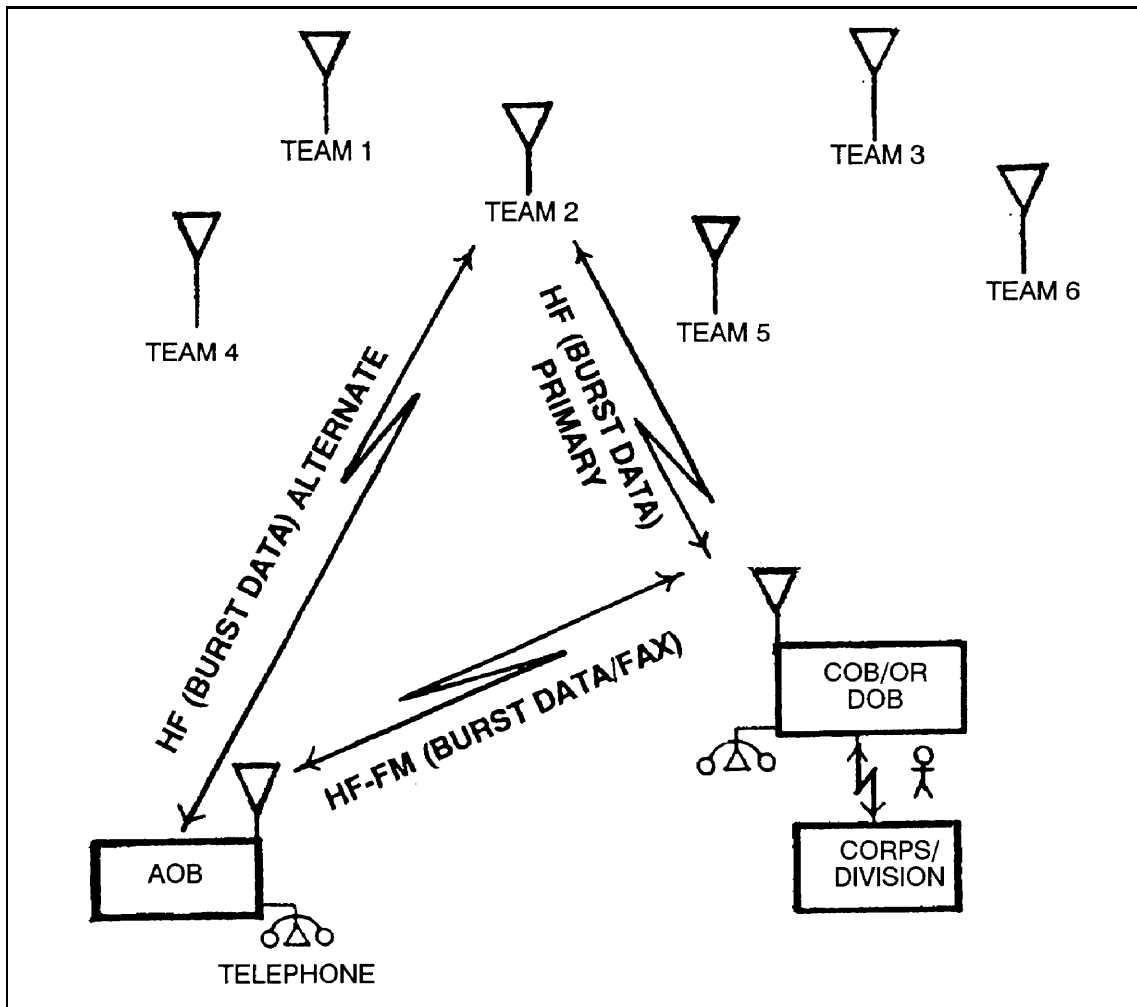 TEAM 1
TEAM 3
TEAM 2
TEAM 6
TEAM 5
TEAM 4
HF (BURST DATA)
PRIMARY
HF (BURST DATA) ALTERNATE
HF-FM (BURST DATA/FAX)
COB/OR
DOB
AOB
CORPS/
DIVISION
TELEPHONE